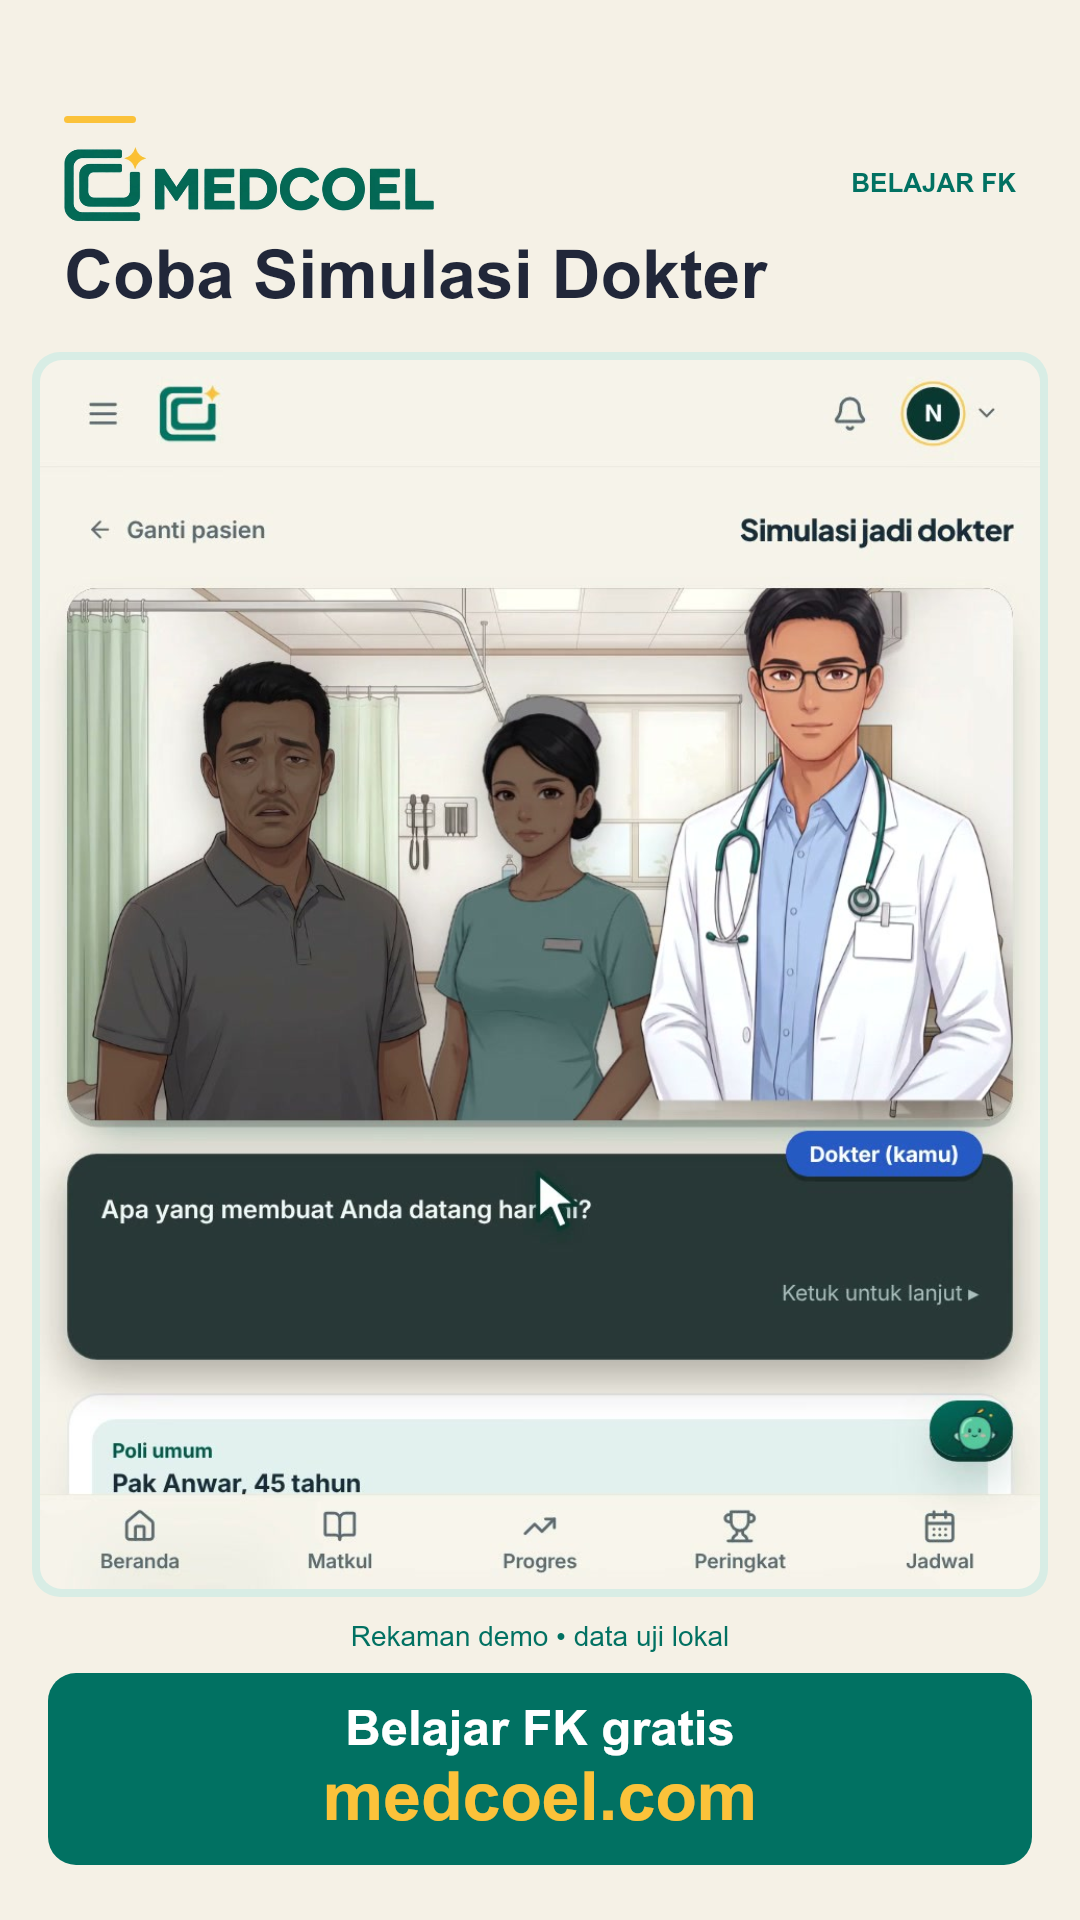 MEDCOEL
BELAJAR FK
Coba Simulasi Dokter
N
Ganti pasien
Simulasi jadi dokter
Dokter (kamu)
Apa yang membuat Anda datang hari ini?
Ketuk untuk lanjut ▸
Poli umum
Pak Anwar, 45 tahun
Beranda
Matkul
Progres
Peringkat
Jadwal
Rekaman demo • data uji lokal
Belajar FK gratis
medcoel.com